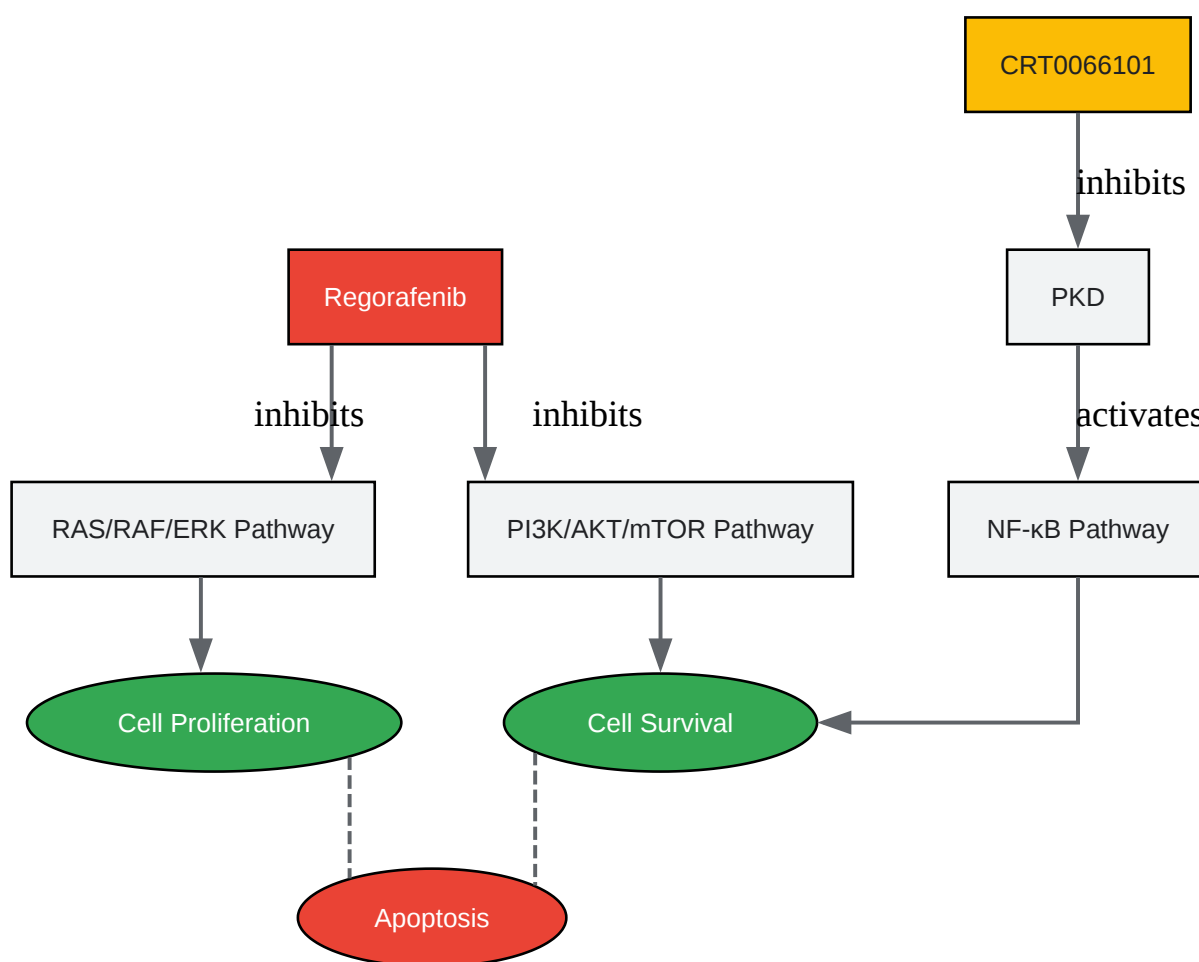 CRT0066101
inhibits
Regorafenib
PKD
inhibits
inhibits
activates
RAS/RAF/ERK Pathway
PI3K/AKT/mTOR Pathway
NF-κB Pathway
Cell Proliferation
Cell Survival
Apoptosis